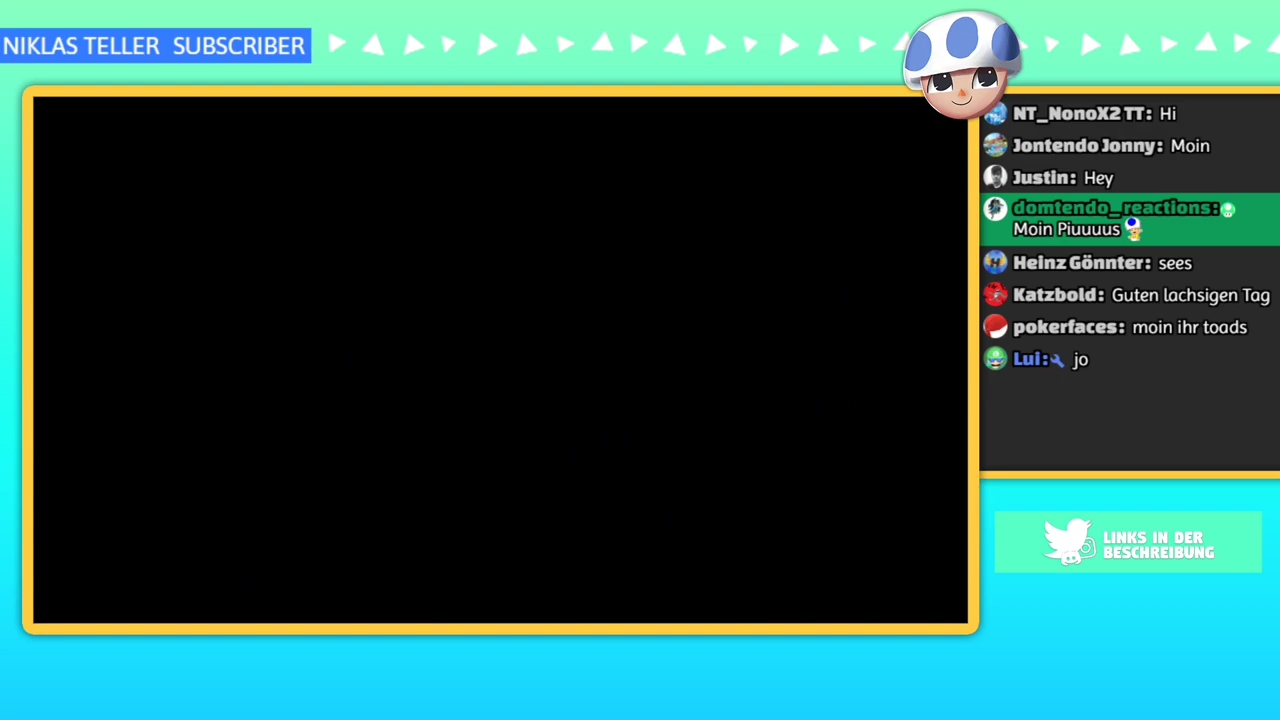 NIKLAS TELLER SUBSCRIBER
NT_NonoX2 TT: Hi
Jontendo Jonny: Moin
Justin: Hey
domtendo_reactions:
Moin Piuuuus
Heinz Gönnter: sees
Katzbold: Guten lachsigen Tag
pokerfaces: moin ihr toads
Lui: jo
LINKS IN DER
BESCHREIBUNG